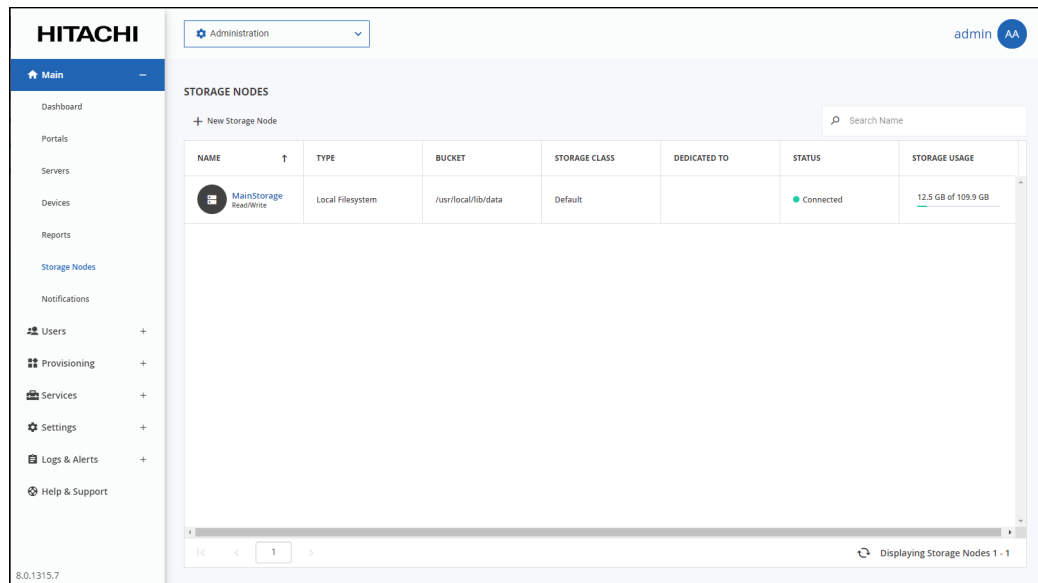 HITACHI
Administration
admin AA
Main
Dashboard
Portals
Servers
Devices
Reports
Storage Nodes
Notifications
Users
Provisioning
Services
Settings
Logs & Alerts
Help & Support
8.0.1315.7
STORAGE NODES
New Storage Node
Search Name
NAME TYPE BUCKET STORAGE CLASS DEDICATED TO STATUS STORAGE USAGE
MainStorage Local Filesystem /usr/local/lib/data Default Connected 12.5 GB of 109.9 GB
Read/Write
1
Displaying Storage Nodes 1 - 1